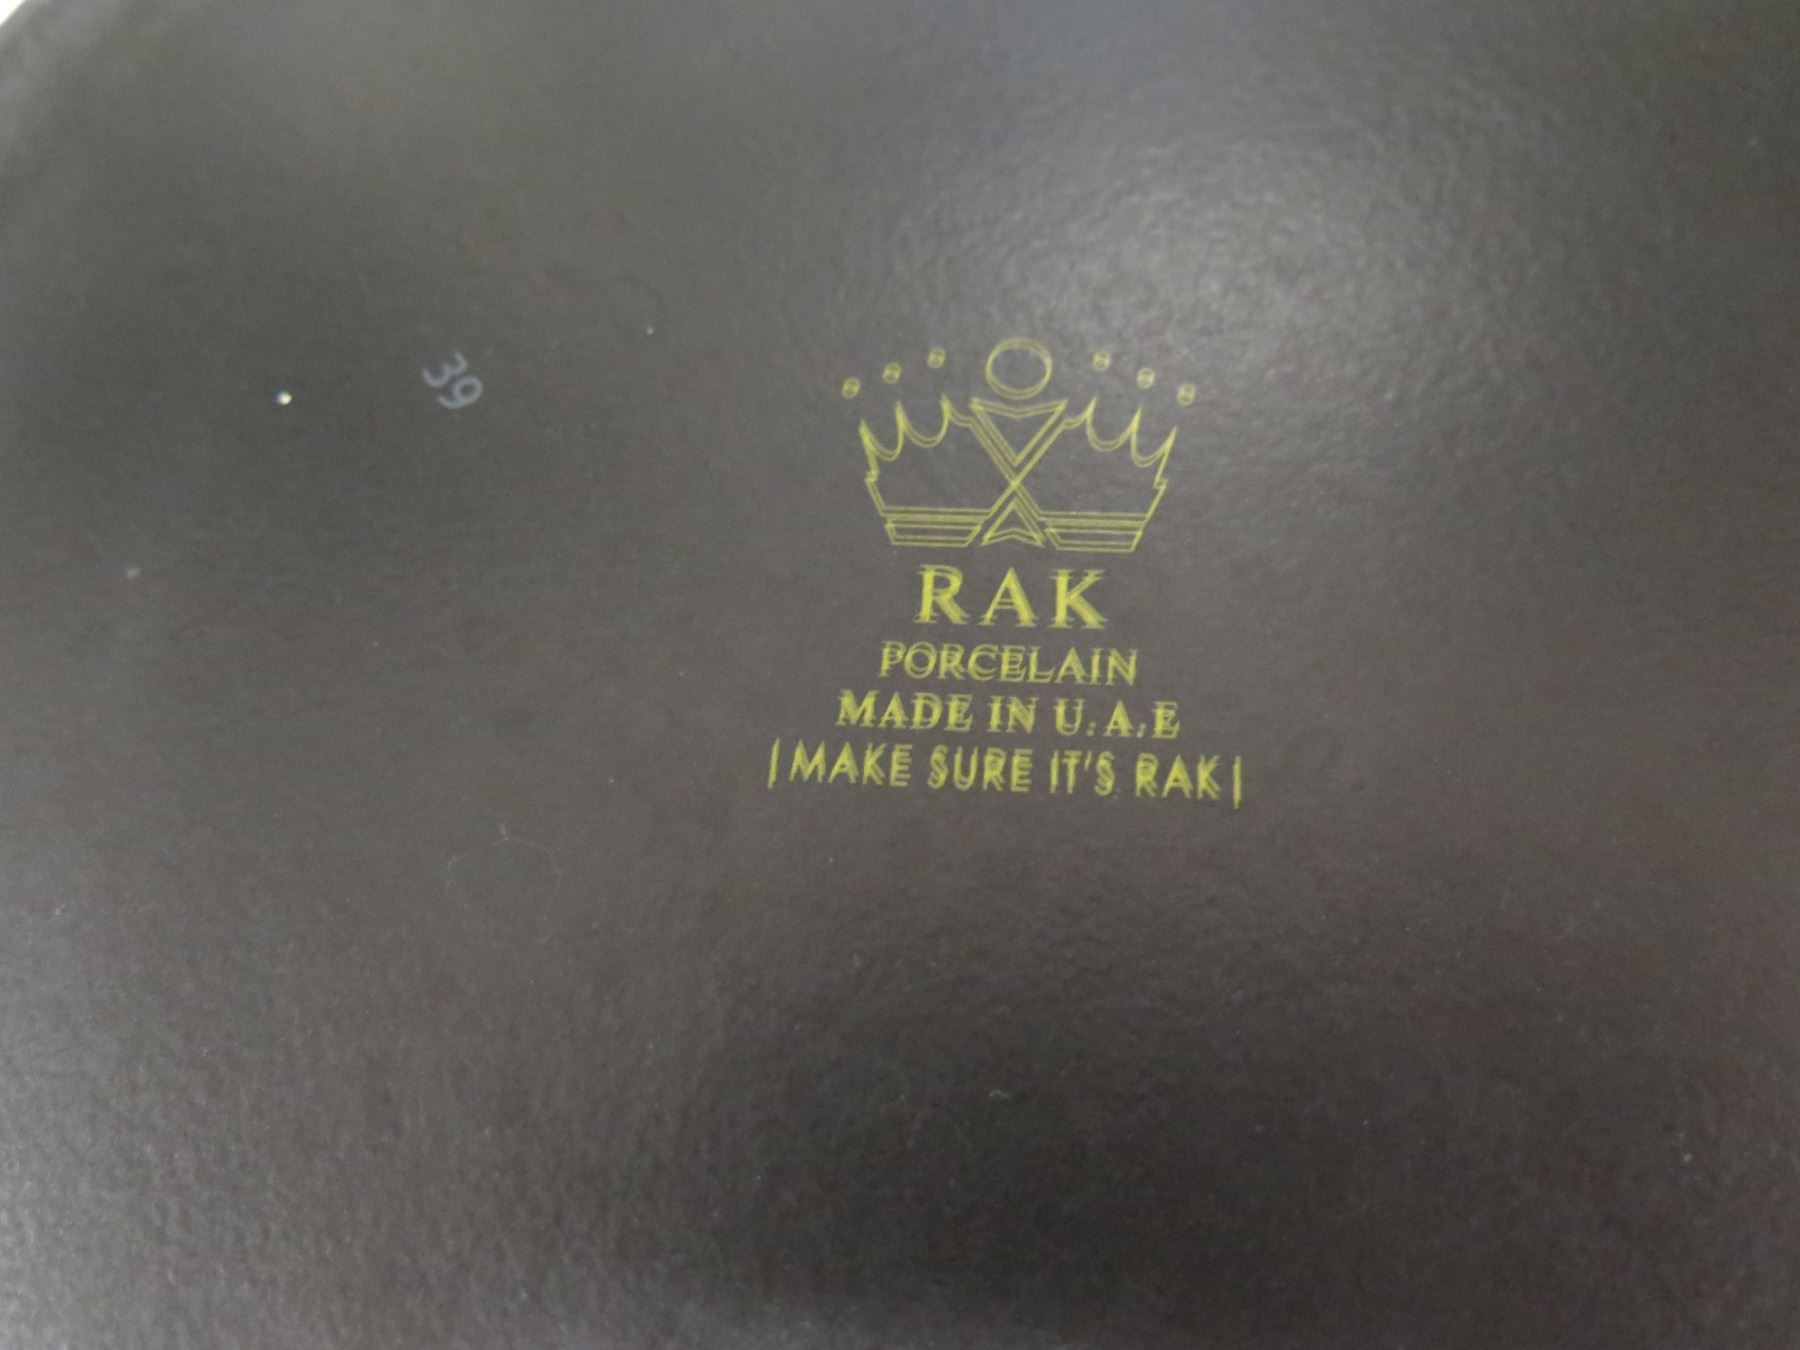 39
RAK
PORCELAIN
MADE IN U.A.E
| MAKE SURE IT'S RAK |